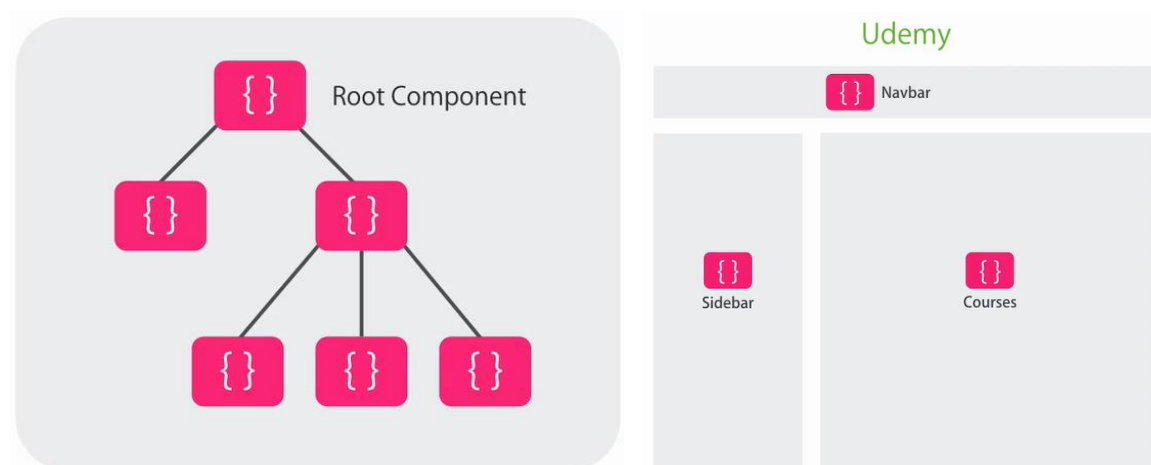 { }
Root Component
{ }
{ }
{ }
{ }
{ }
Udemy
{ } Navbar
{ }
Sidebar
{ }
Courses